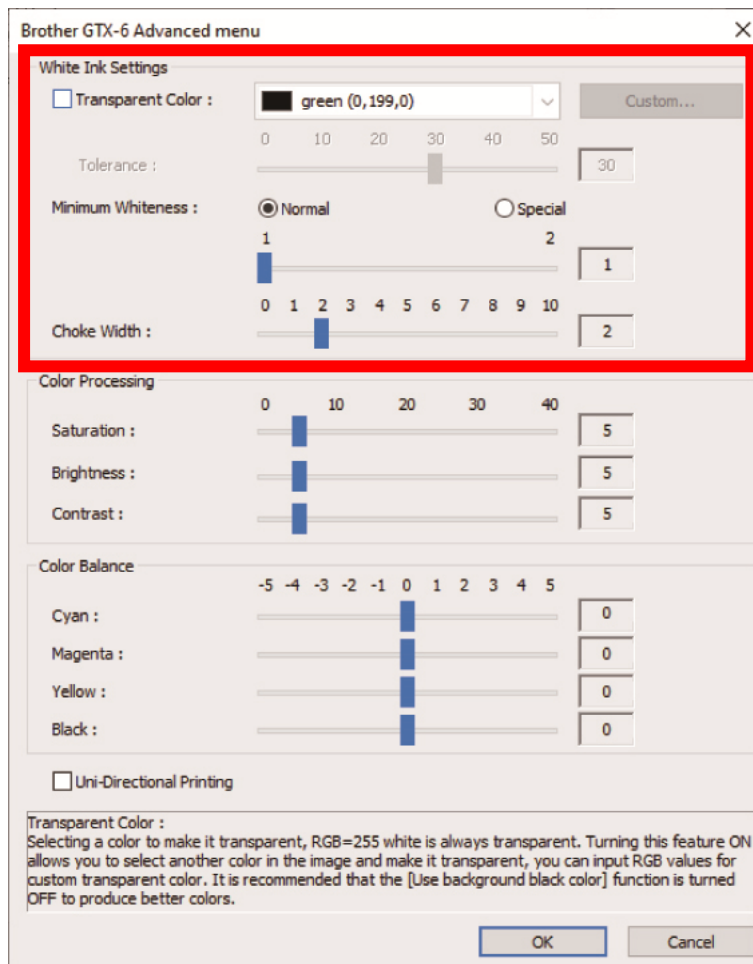 Brother GTX-6 Advanced menu
White Ink Settings
Transparent Color : green (0,199,0) Custom...
0 10 20 30 40 50
Tolerance : 30
Minimum Whiteness : Normal Special
1 2
1
0 1 2 3 4 5 6 7 8 9 10
Choke Width : 2
Color Processing
0 10 20 30 40
Saturation : 5
Brightness : 5
Contrast : 5
Color Balance
-5 -4 -3 -2 -1 0 1 2 3 4 5
Cyan : 0
Magenta : 0
Yellow : 0
Black : 0
Uni-Directional Printing
Transparent Color :
Selecting a color to make it transparent, RGB=255 white is always transparent. Turning this feature ON
allows you to select another color in the image and make it transparent, you can input RGB values for
custom transparent color. It is recommended that the [Use background black color] function is turned
OFF to produce better colors.
OK Cancel